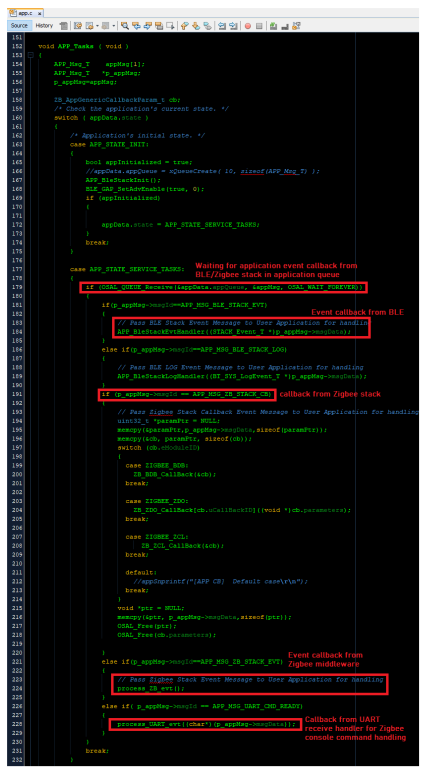 app.c
Source History
151
152 void APP_Tasks ( void )
153 {
154 APP_Msg_T appMsg[1];
155 APP_Msg_T *p_appMsg;
156 p_appMsg=appMsg;
157
158 ZB_AppGenericCallbackParam_t cb;
159 /* Check the application's current state. */
160 switch ( appData.state )
161 {
162 /* Application's initial state. */
163 case APP_STATE_INIT:
164 {
165 bool appInitialized = true;
166 //appData.appQueue = xQueueCreate( 10, sizeof(APP_Msg_T) );
167 APP_BleStackInit();
168 BLE_GAP_SetAdvEnable(true, 0);
169 if (appInitialized)
170 {
171
172 appData.state = APP_STATE_SERVICE_TASKS;
173 }
174 break;
175 }
176
Waiting for application event callback from
177 case APP_STATE_SERVICE_TASKS:
BLE/Zigbee stack in application queue
178 {
179 if (OSAL_QUEUE_Receive(&appData.appQueue, &appMsg, OSAL_WAIT_FOREVER))
180 {
181 if(p_appMsg->msgId==APP_MSG_BLE_STACK_EVT)
Event callback from BLE
182 {
183 // Pass BLE Stack Event Message to User Application for handling
184 APP_BleStackEvtHandler((STACK_Event_T *)p_appMsg->msgData);
185 }
186 else if(p_appMsg->msgId==APP_MSG_BLE_STACK_LOG)
187 {
188 // Pass BLE LOG Event Message to User Application for handling
189 APP_BleStackLogHandler((BT_SYS_LogEvent_T *)p_appMsg->msgData);
190 }
191 if (p_appMsg->msgId == APP_MSG_ZB_STACK_CB) callback from Zigbee stack
192 {
193 // Pass Zigbee Stack Callback Event Message to User Application for handling
194 uint32_t *paramPtr = NULL;
195 memcpy(&paramPtr,p_appMsg->msgData,sizeof(paramPtr));
196 memcpy(&cb, paramPtr, sizeof(cb));
197 switch (cb.eModuleID)
198 {
199 case ZIGBEE_BDB:
200 ZB_BDB_CallBack(&cb);
201 break;
202
203 case ZIGBEE_ZDO:
204 ZB_ZDO_CallBack[cb.uCallBackID]((void *)cb.parameters);
205 break;
206
207 case ZIGBEE_ZCL:
208 ZB_ZCL_CallBack(&cb);
209 break;
210
211 default:
212 //appSnprintf("[APP CB] Default case\r\n");
213 break;
214 }
215 void *ptr = NULL;
216 memcpy(&ptr, p_appMsg->msgData,sizeof(ptr));
217 OSAL_Free(ptr);
218 OSAL_Free(cb.parameters);
219
220 }
Event callback from
221 else if(p_appMsg->msgId==APP_MSG_ZB_STACK_EVT)
Zigbee middleware
222 {
223 // Pass Zigbee Stack Event Message to User Application for handling
224 process_ZB_evt();
225 }
226 else if( p_appMsg->msgId == APP_MSG_UART_CMD_READY)
227 {
Callback from UART
228 process_UART_evt((char*)(p_appMsg->msgData));
receive handler for Zigbee
229 }
console command handling
230 }
231 break;
232 }